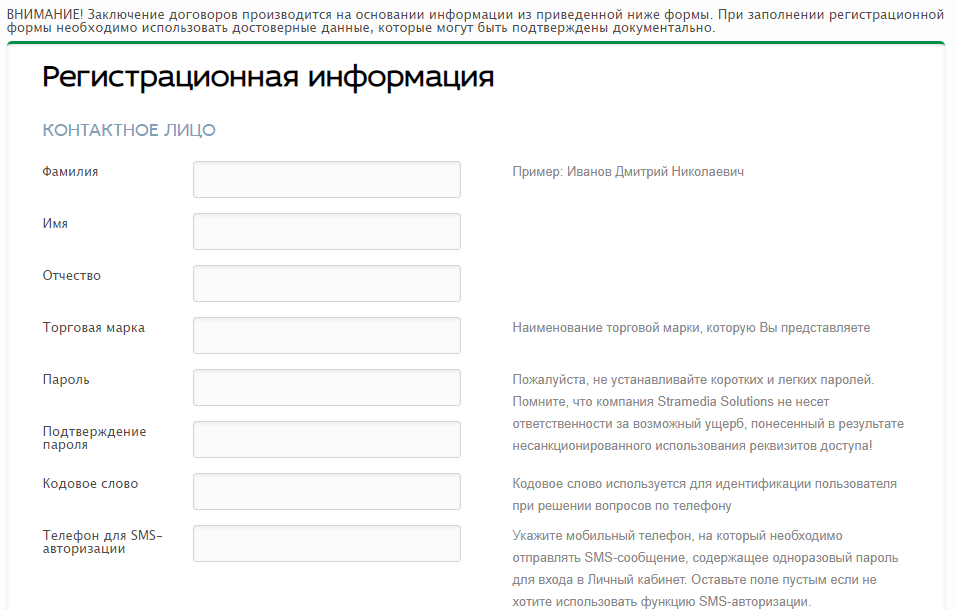 ВНИМАНИЕ! Заключение договоров производится на основании информации из приведенной ниже формы. При заполнении регистрационной
формы необходимо использовать достоверные данные, которые могут быть подтверждены документально.
Регистрационная информация
КОНТАКТНОЕ ЛИЦО
Фамилия
Пример: Иванов Дмитрий Николаевич
Имя
Отчество
Торговая марка
Наименование торговой марки, которую Вы представляете
Пароль
Пожалуйста, не устанавливайте коротких и легких паролей.
Помните, что компания Stramedia Solutions не несет
ответственности за возможный ущерб, понесенный в результате
несанкционированного использования реквизитов доступа!
Подтверждение
пароля
Кодовое слово
Кодовое слово используется для идентификации пользователя
при решении вопросов по телефону
Телефон для SMS-
авторизации
Укажите мобильный телефон, на который необходимо
отправлять SMS-сообщение, содержащее одноразовый пароль
для входа в Личный кабинет. Оставьте поле пустым если не
хотите использовать функцию SMS-авторизации.